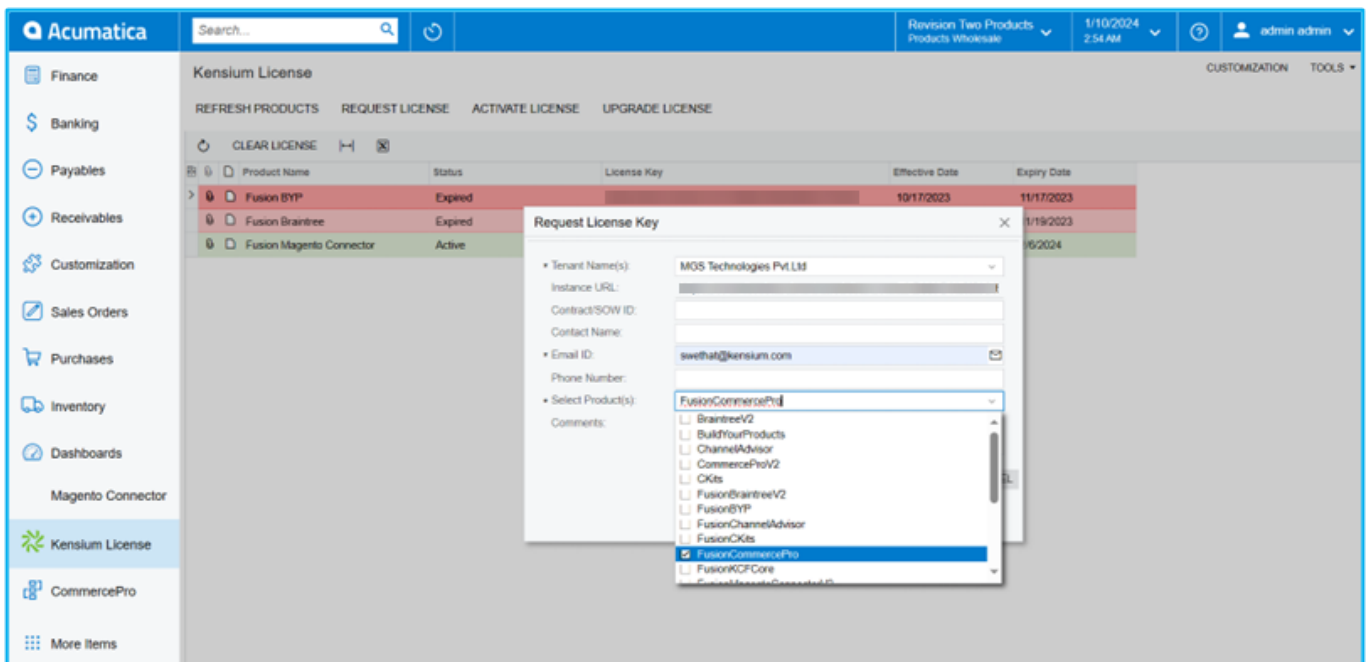 Acumatica
Search...
Revision Two Products
Products Wholesale
1/10/2024
2:54 AM
admin admin
Finance
Banking
Payables
Receivables
Customization
Sales Orders
Purchases
Inventory
Dashboards
Magento Connector
Kensium License
CommercePro
More Items
Kensium License
CUSTOMIZATION TOOLS
REFRESH PRODUCTS REQUEST LICENSE ACTIVATE LICENSE UPGRADE LICENSE
CLEAR LICENSE
Product Name Status License Key Effective Date Expiry Date
Fusion BYP Expired 10/17/2023 11/17/2023
Fusion Braintree Expired 1/19/2023
Fusion Magento Connector Active /6/2024
Request License Key
* Tenant Name(s): MGS Technologies Pvt.Ltd
Instance URL:
Contract/SOW ID:
Contact Name:
* Email ID: swethat@kensium.com
Phone Number:
* Select Product(s): FusionCommercePro
Comments:
BraintreeV2
BuildYourProducts
ChannelAdvisor
CommerceProV2
CKits
FusionBraintreeV2
FusionBYP
FusionChannelAdvisor
FusionCKits
FusionCommercePro
FusionKCFCore